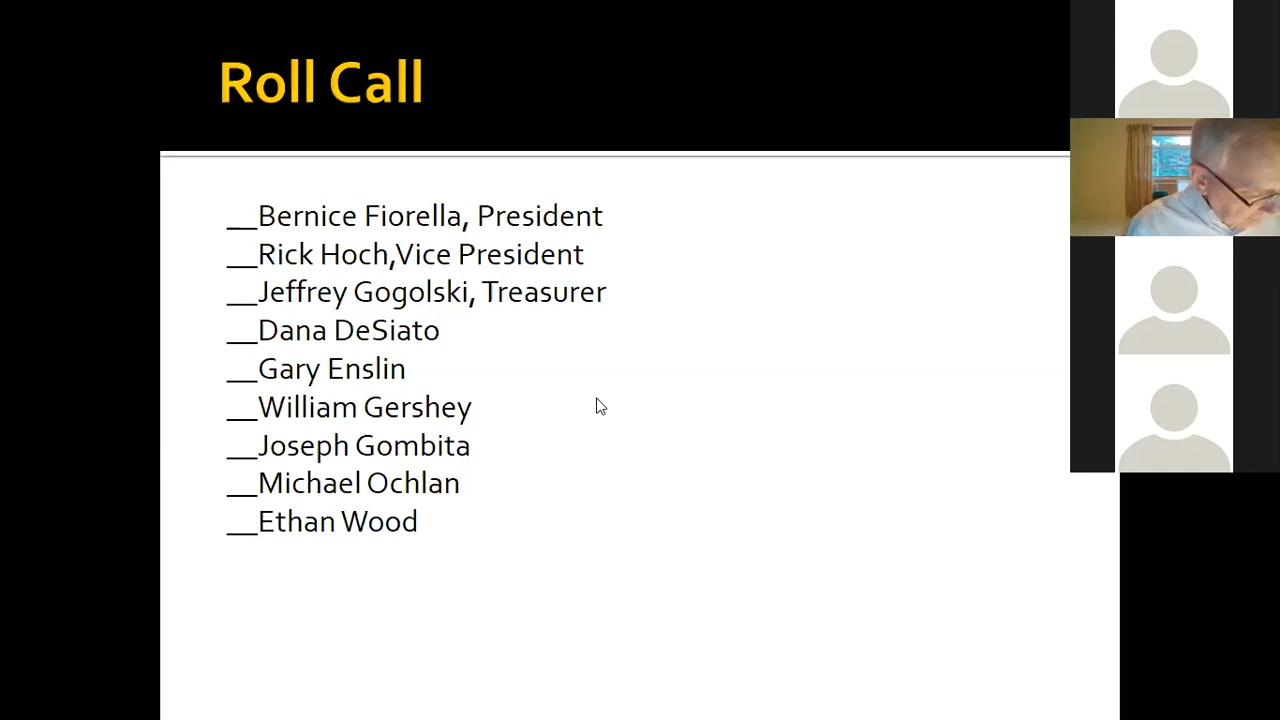 Roll Call
__Bernice Fiorella, President
__Rick Hoch,Vice President
__Jeffrey Gogolski, Treasurer
__Dana DeSiato
__Gary Enslin
__William Gershey
__Joseph Gombita
__Michael Ochlan
__Ethan Wood